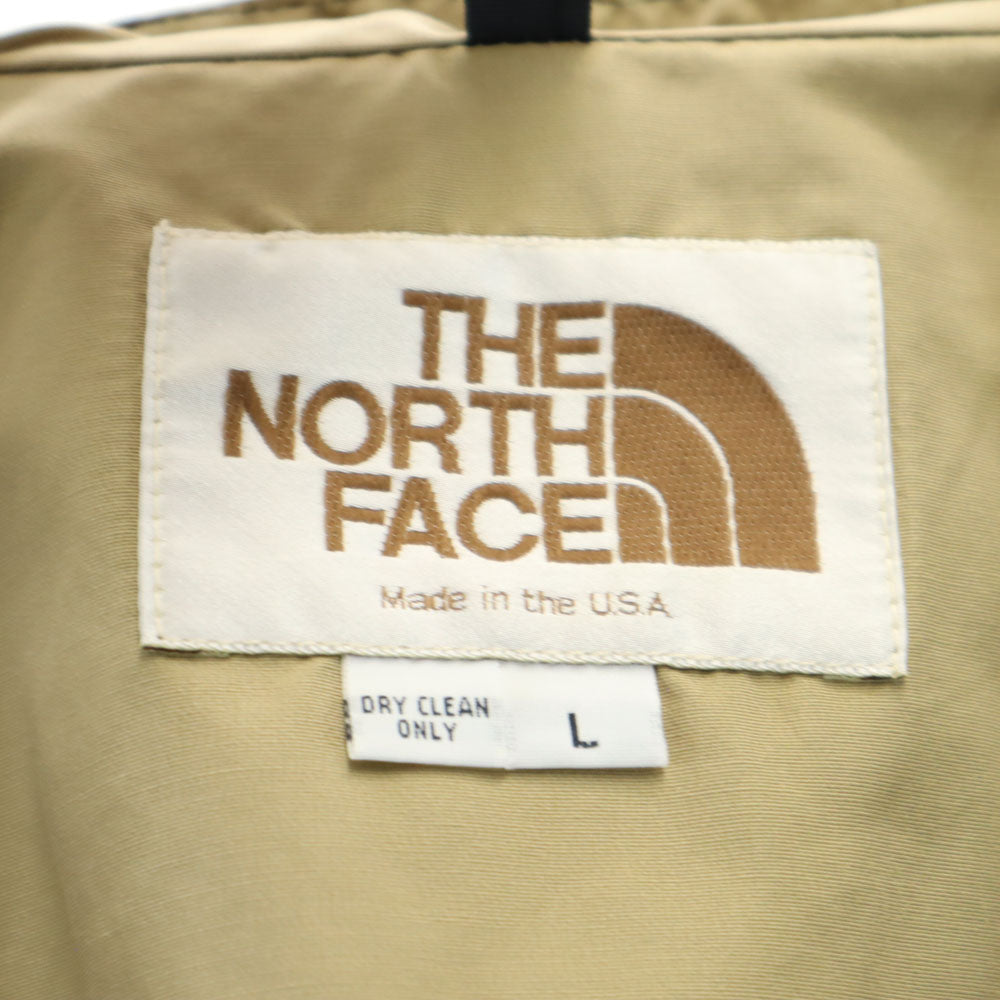 THE
NORTH
FACE
Made in the U.S.A.
DRY CLEAN
ONLY
L